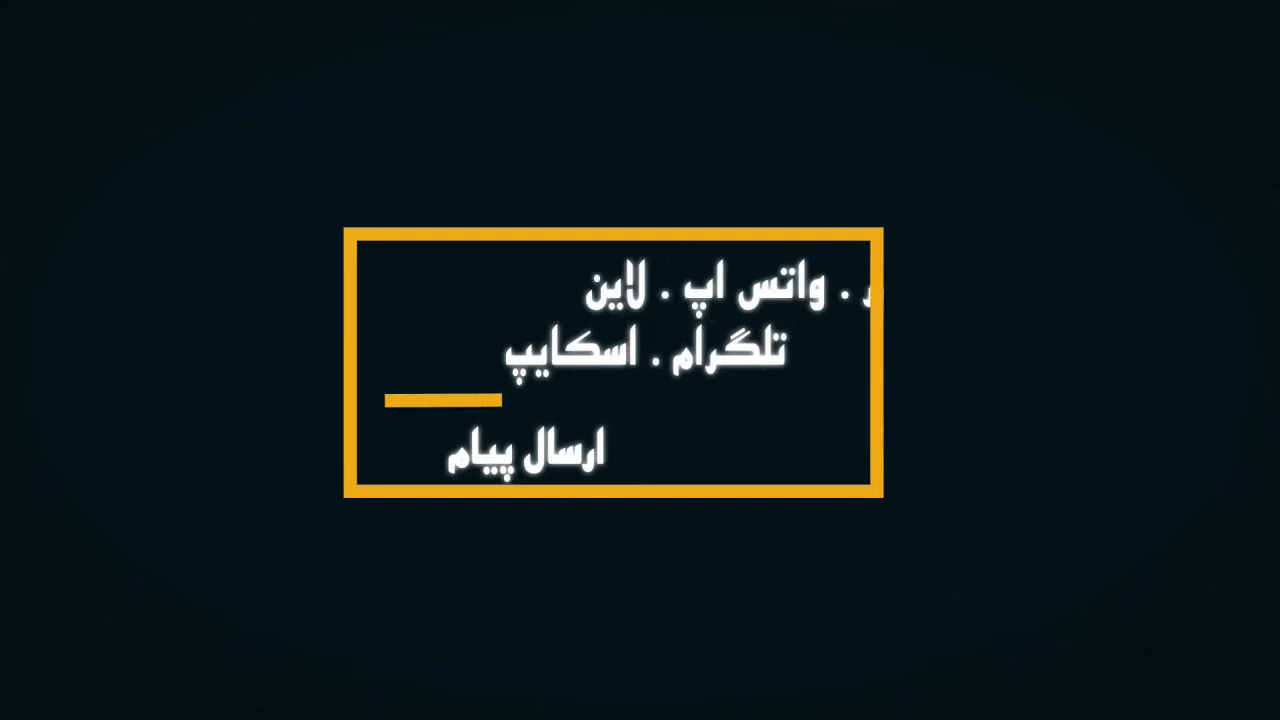 . واتس اپ . لاین
تلگرام . اسکایپ
ارسال پیام